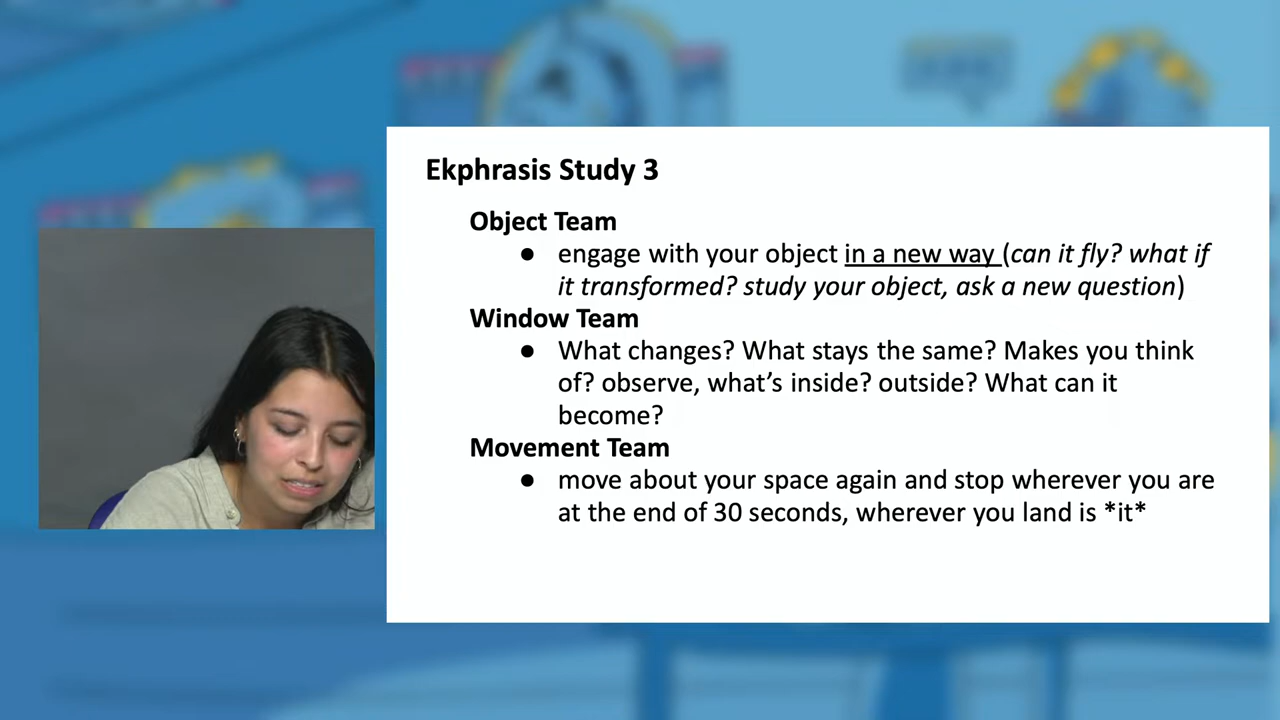 Ekphrasis Study 3
Object Team
● engage with your object in a new way (can it fly? what if
it transformed? study your object, ask a new question)
Window Team
● What changes? What stays the same? Makes you think
of? observe, what’s inside? outside? What can it
become?
Movement Team
● move about your space again and stop wherever you are
at the end of 30 seconds, wherever you land is *it*